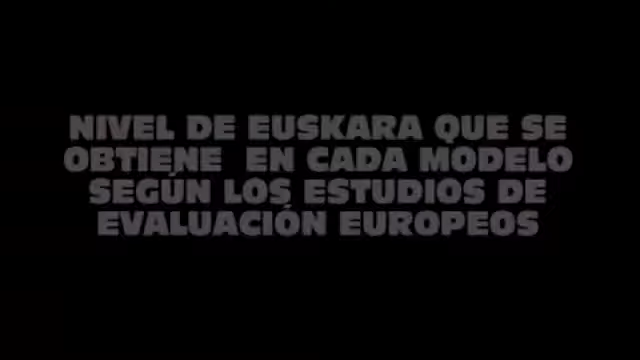 NIVEL DE EUSKARA QUE SE
OBTIENE EN CADA MODELO
SEGÚN LOS ESTUDIOS DE
EVALUACIÓN EUROPEOS